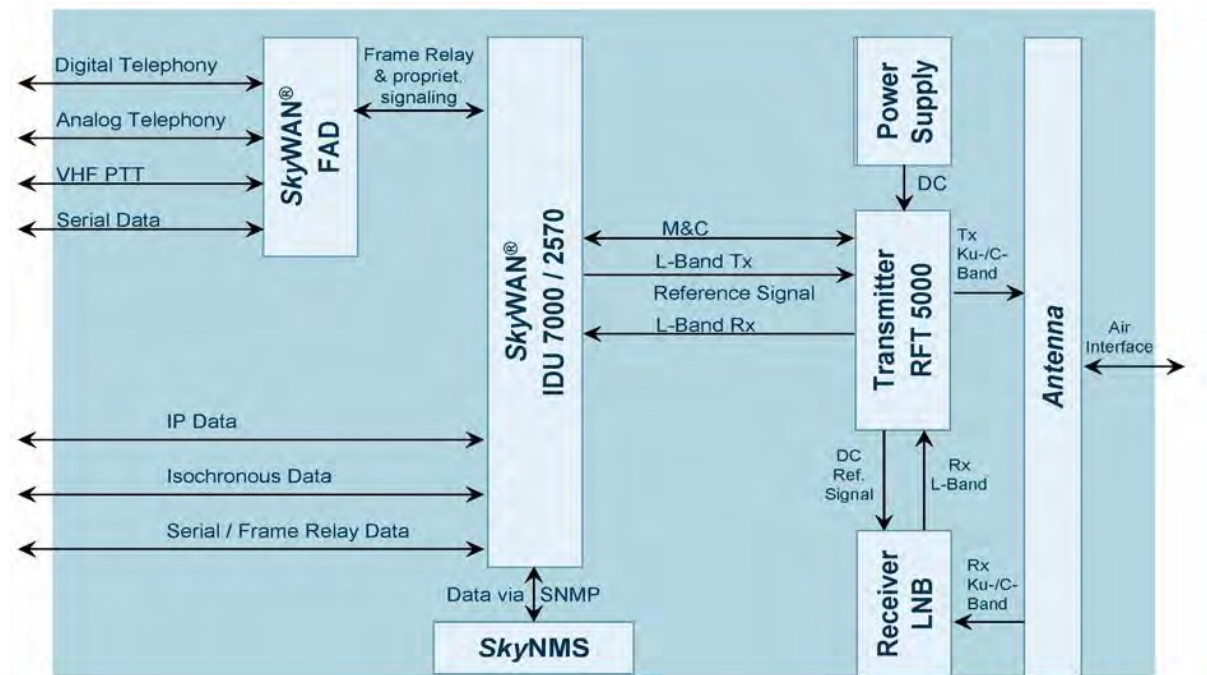 Digital Telephony
Analog Telephony
VHF PTT
Serial Data
SkyWAN®
FAD
Frame Relay
& propriet.
signaling
SkyWAN®
IDU 7000 / 2570
IP Data
Isochronous Data
Serial / Frame Relay Data
Data via SNMP
SkyNMS
M&C
L-Band Tx
Reference Signal
L-Band Rx
Power
Supply
DC
Transmitter
RFT 5000
Tx
Ku-/C-
Band
DC
Ref.
Signal
Rx
L-Band
Receiver
LNB
Rx
Ku-/C-
Band
Antenna
Air
Interface